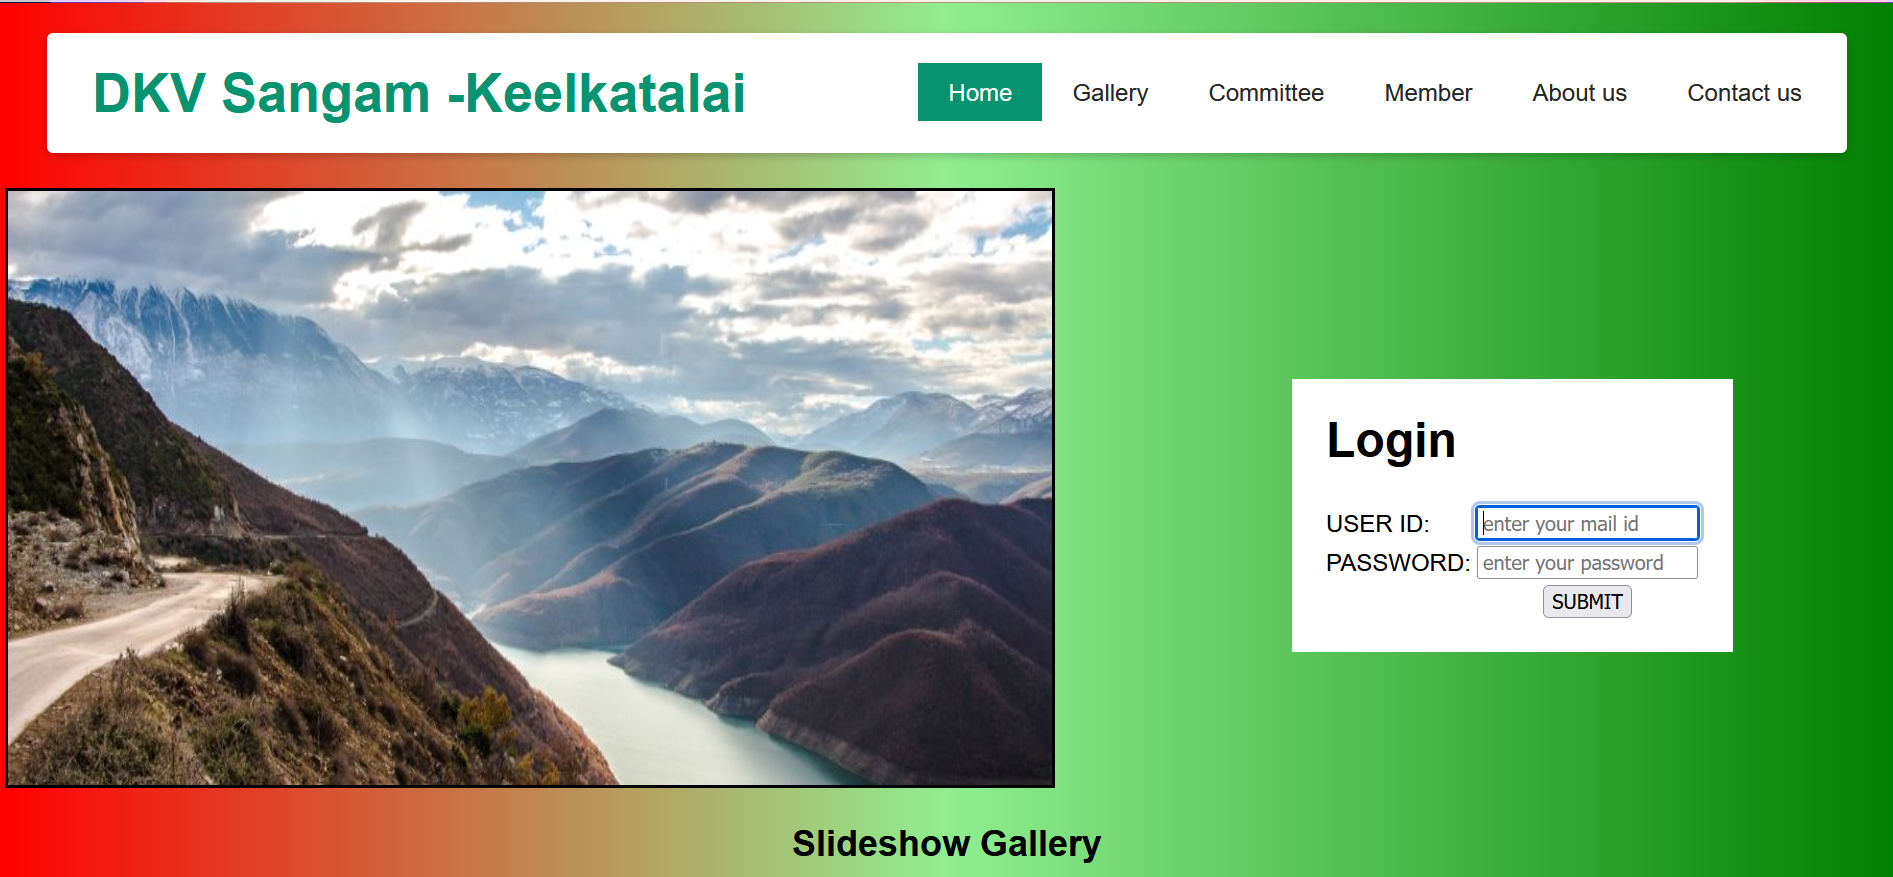 DKV Sangam -Keelkatalai
Home Gallery Committee Member About us Contact us
Login
USER ID: enter your mail id
PASSWORD: enter your password
SUBMIT
Slideshow Gallery